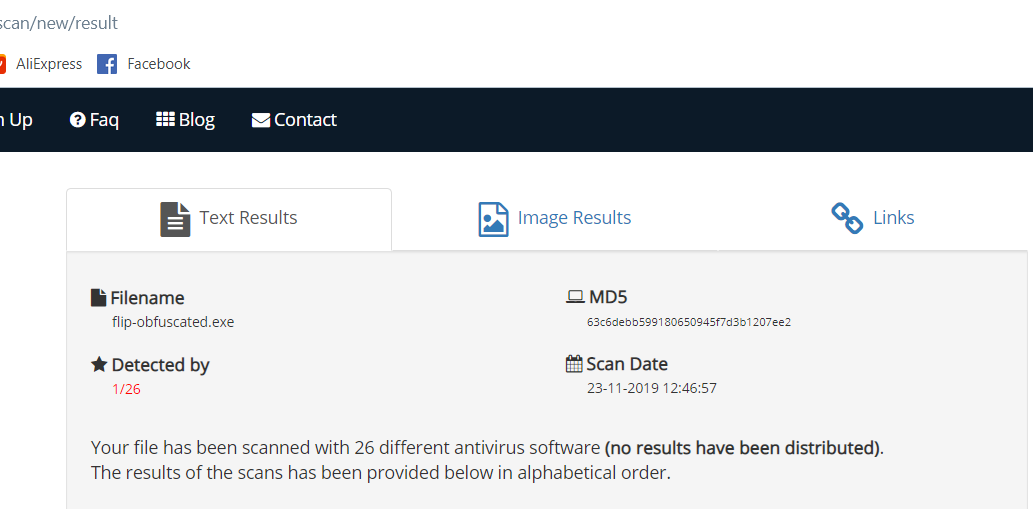 scan/new/result
AliExpress Facebook
Up Faq Blog Contact
Text Results Image Results Links
Filename MD5
flip-obfuscated.exe 63c6debb599180650945f7d3b1207ee2
Detected by Scan Date
1/26 23-11-2019 12:46:57
Your file has been scanned with 26 different antivirus software (no results have been distributed).
The results of the scans has been provided below in alphabetical order.